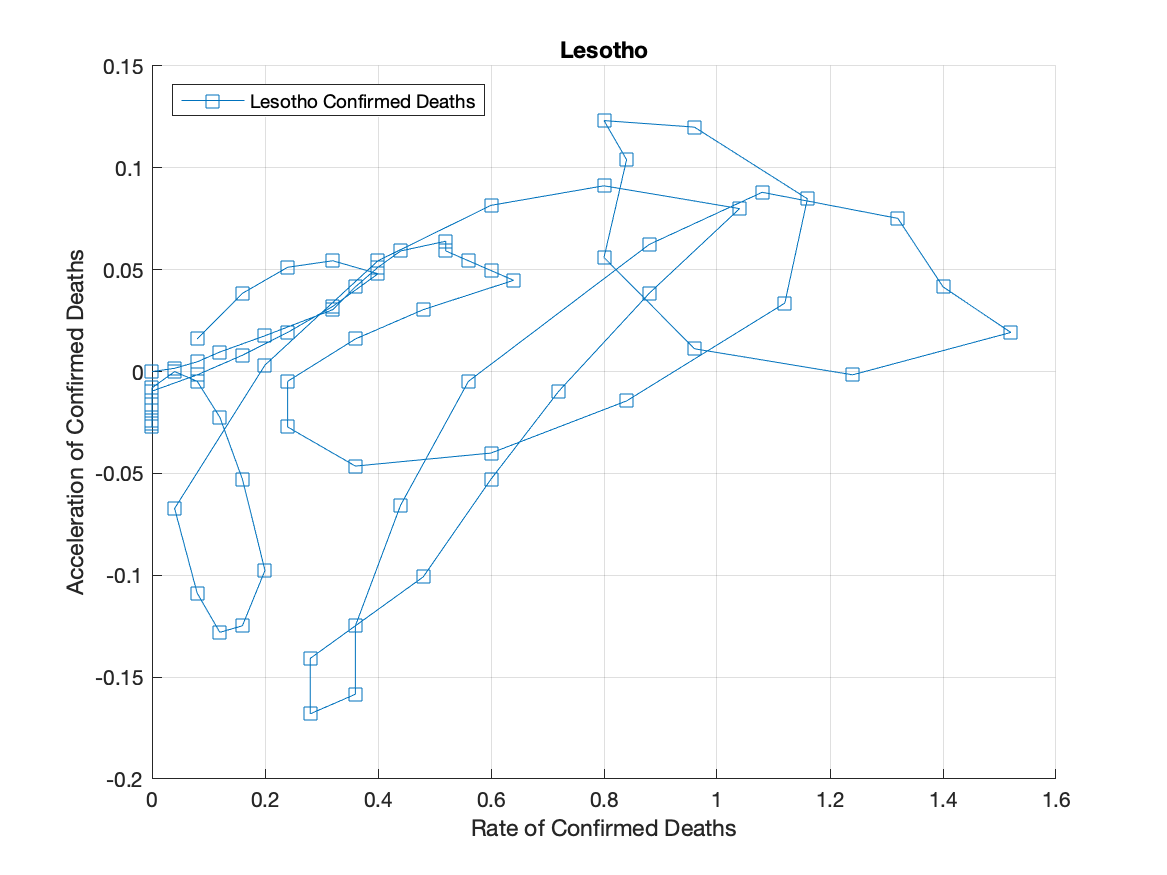 Lesotho
0.15
Lesotho Confirmed Deaths
0.1
0.05
0
-0.05
-0.1
-0.15
-0.2
Acceleration of Confirmed Deaths
0 0.2 0.4 0.6 0.8 1 1.2 1.4 1.6
Rate of Confirmed Deaths